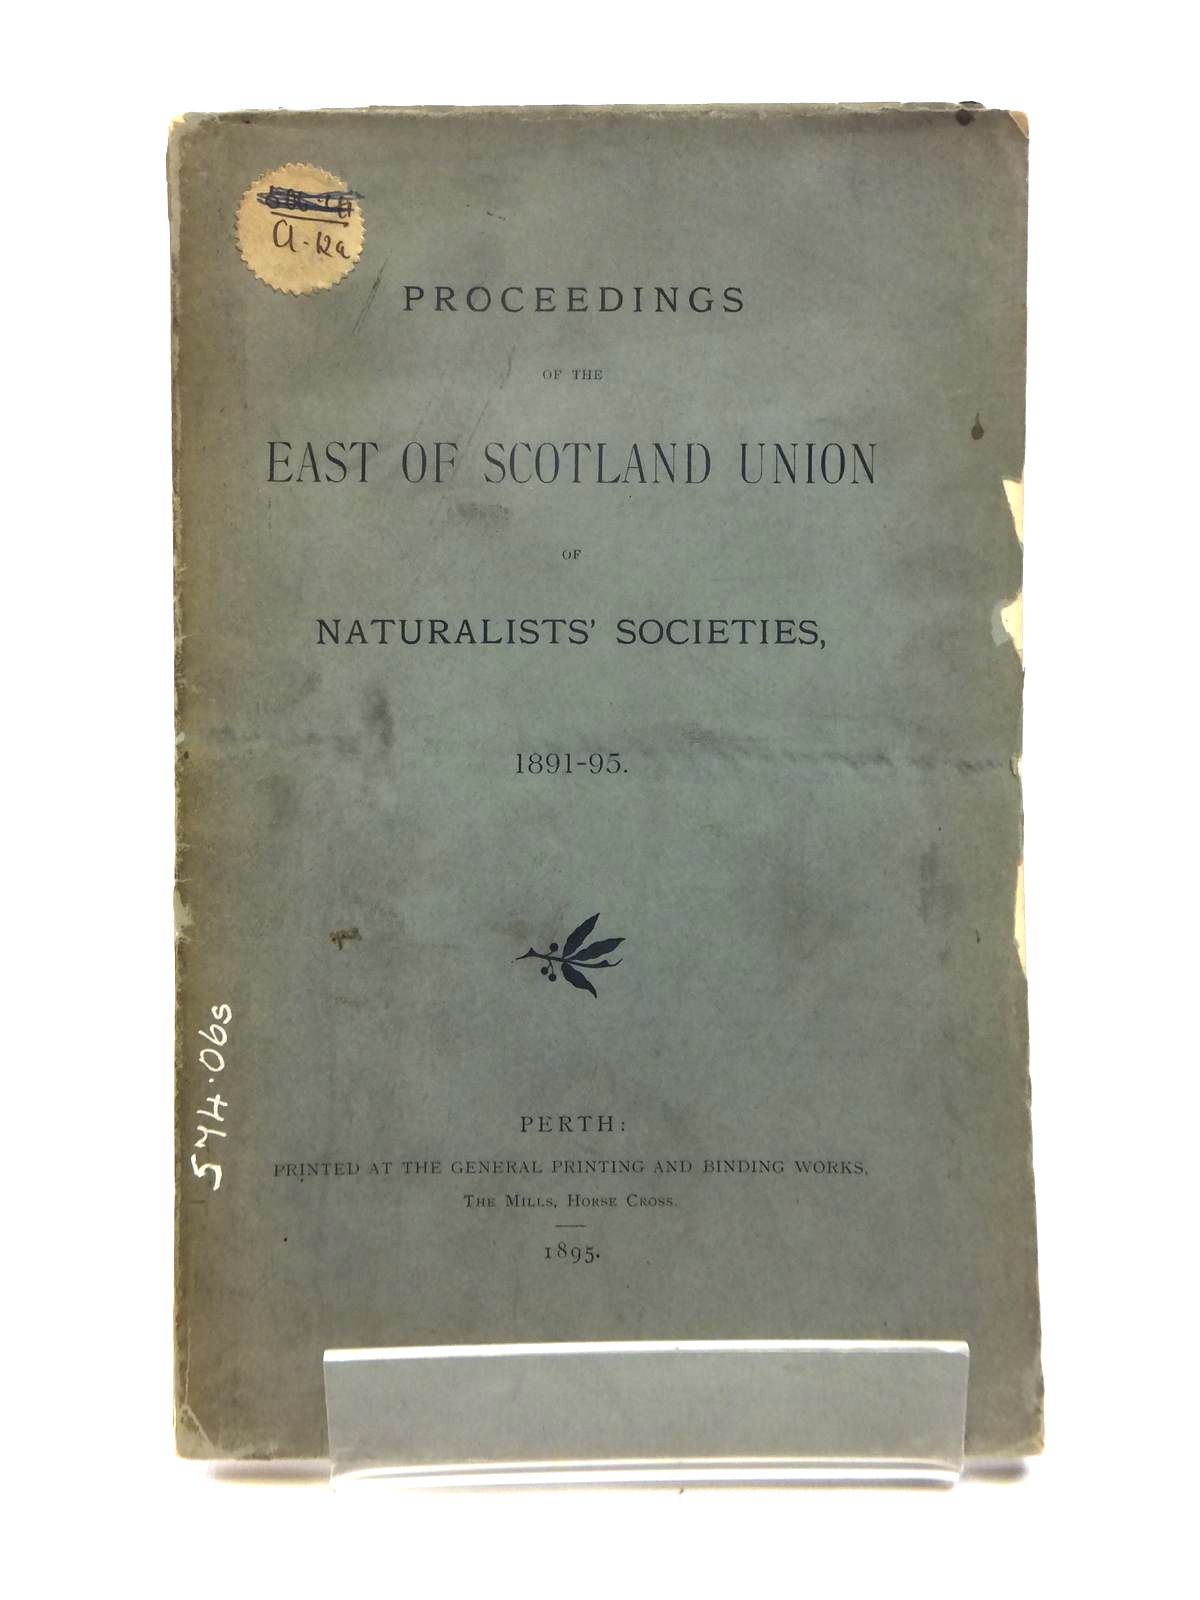 a-12a
PROCEEDINGS
OF THE
EAST OF SCOTLAND UNION
OF
NATURALISTS' SOCIETIES,
1891-95.
574.06s
PERTH:
PRINTED AT THE GENERAL PRINTING AND BINDING WORKS,
THE MILLS, HORSE CROSS.
1895.